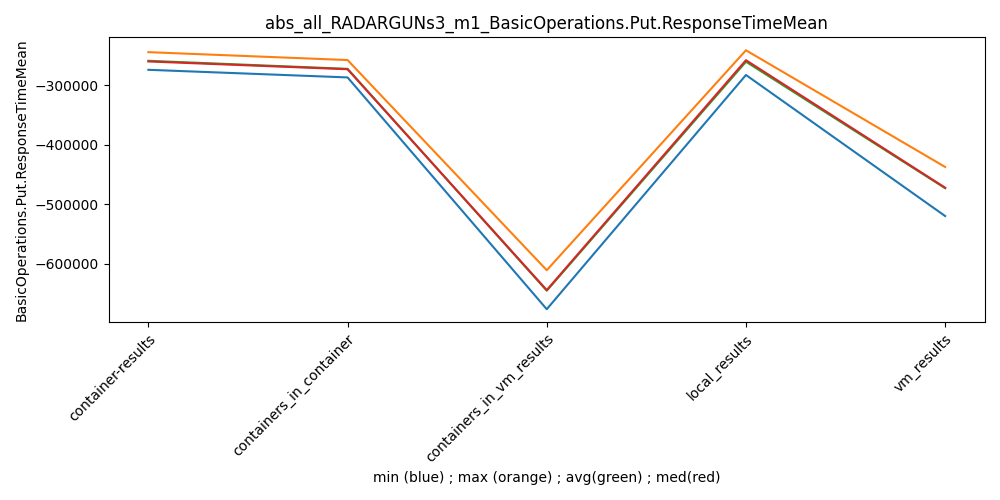 abs_all_RADARGUNs3_m1_BasicOperations.Put.ResponseTimeMean
BasicOperations.Put.ResponseTimeMean
−300000
−400000
−500000
−600000
container-results
containers_in_container
containers_in_vm_results
local_results
vm_results
min (blue) ; max (orange) ; avg(green) ; med(red)